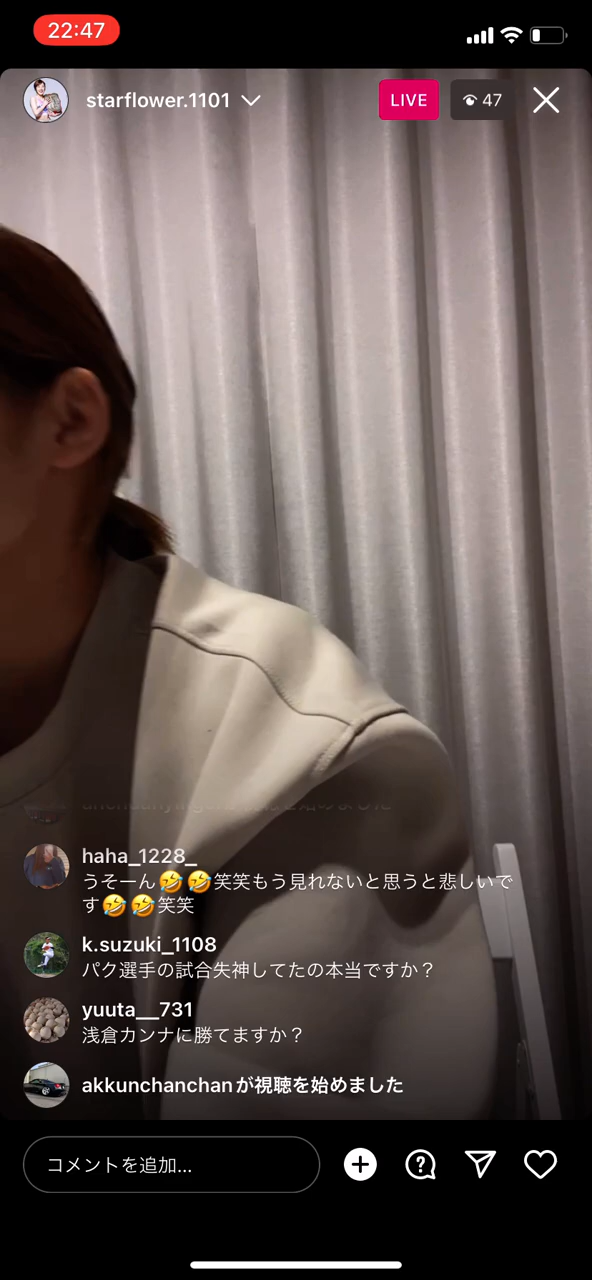 22:47
starflower.1101
LIVE
47
haha_1228_
うそーん🤣🤣笑笑もう見れないと思うと悲しいで
す🤣🤣笑笑
k.suzuki_1108
パク選手の試合失神してたの本当ですか？
yuuta__731
浅倉カンナに勝てますか？
akkunchanchanが視聴を始めました
コメントを追加...